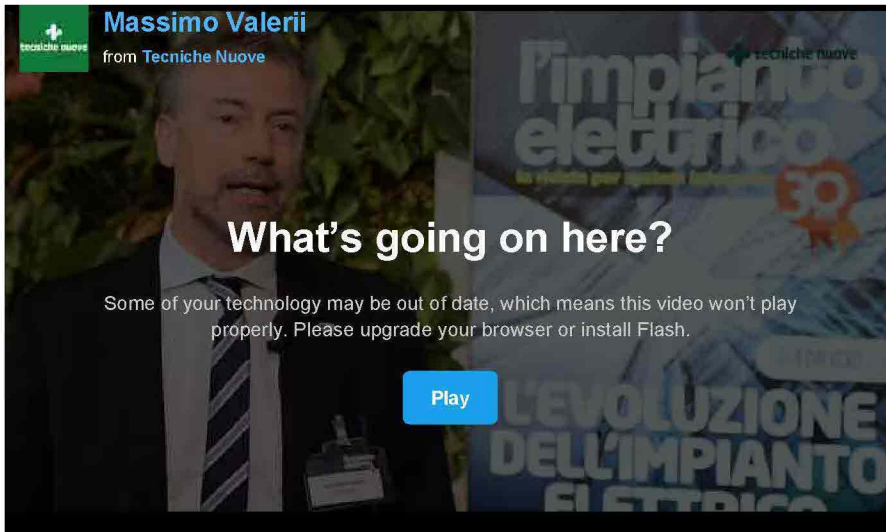 Massimo Valerii
from Tecniche Nuove
tecniche nuove
tecniche nuove
l'impianto
elettrico
30
What's going on here?
Some of your technology may be out of date, which means this video won't play
properly. Please upgrade your browser or install Flash.
Play
L'EVOLUZIONE
DELL'IMPIANTO
ELETTRICO